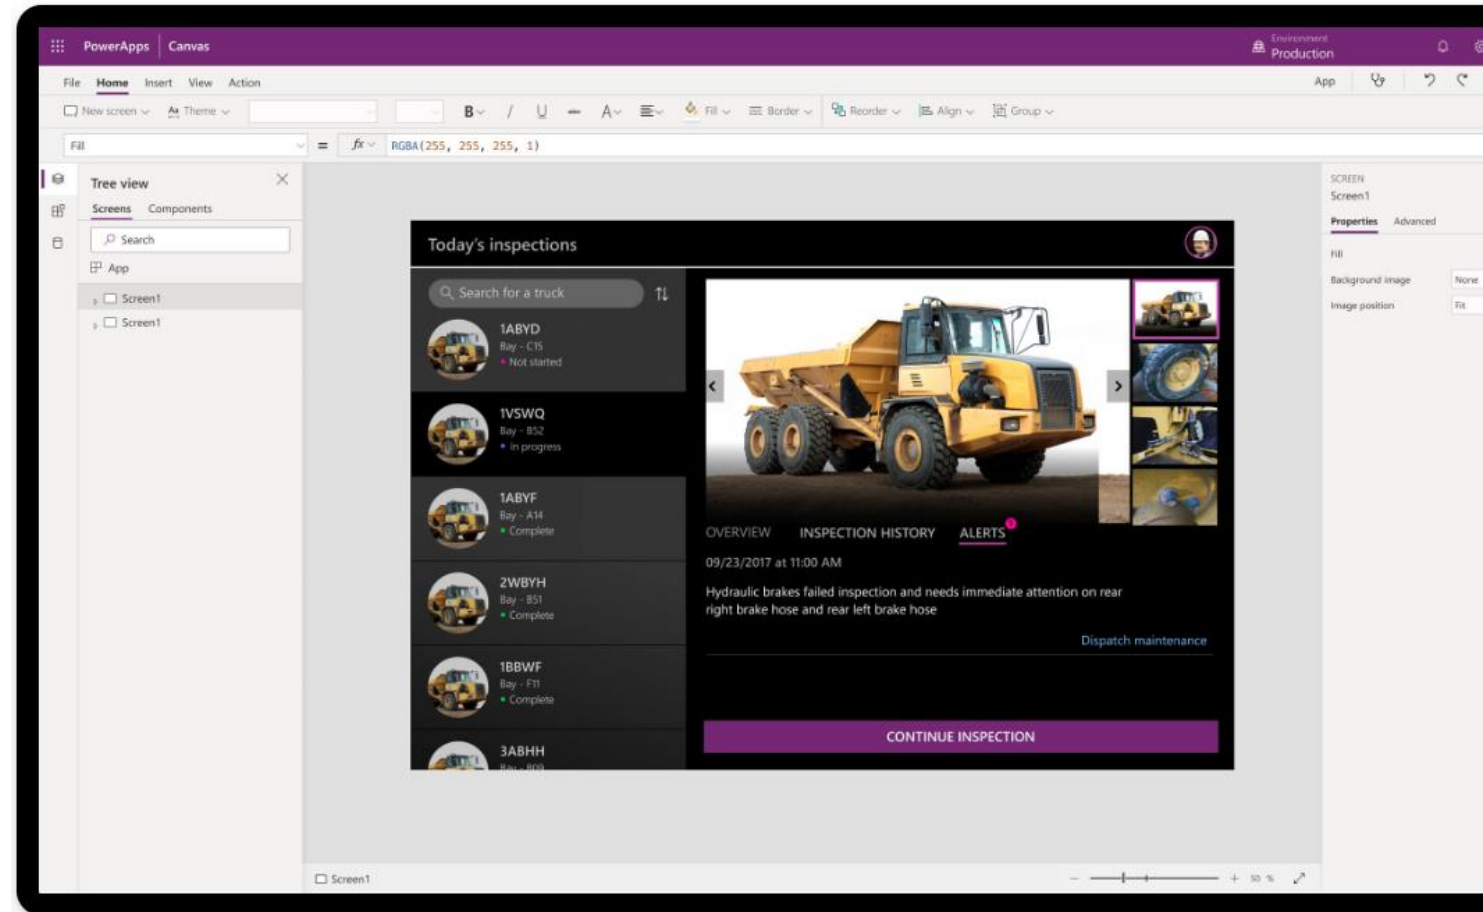 PowerApps Canvas
Environment
Production
File Home Insert View Action
App
New screen Theme B / U abc A Fill Border Reorder Align Group
Fill = fx RGBA(255, 255, 255, 1)
Tree view
Screens Components
Search
App
Screen1
Screen1
SCREEN
Screen1
Properties Advanced
Fill
Background image None
Image position Fit
Today's inspections
Search for a truck
1ABYD
Bay - C15
Not started
1VSWQ
Bay - B52
In progress
1ABYF
Bay - A14
Complete
2WBYH
Bay - B51
Complete
1BBWF
Bay - F11
Complete
3ABHH
Bay - B09
OVERVIEW INSPECTION HISTORY ALERTS
09/23/2017 at 11:00 AM
Hydraulic brakes failed inspection and needs immediate attention on rear
right brake hose and rear left brake hose
Dispatch maintenance
CONTINUE INSPECTION
Screen1
50 %